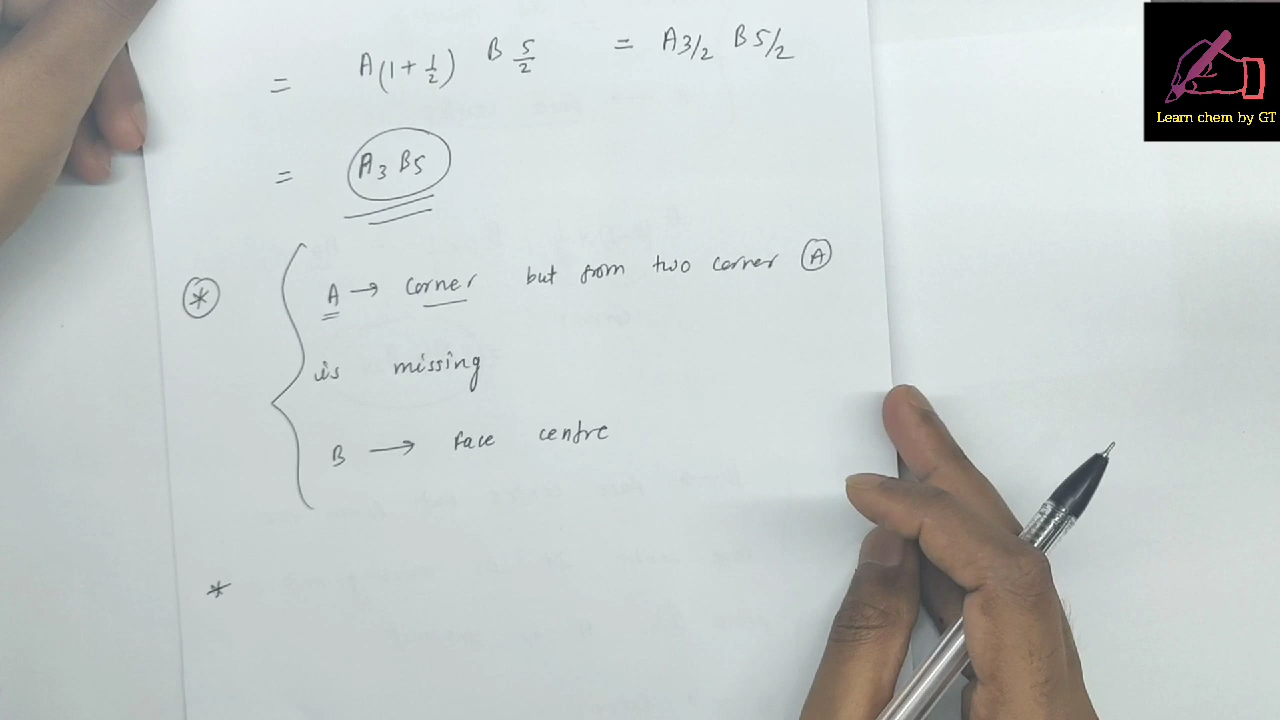 = A(1 + 1/2) B 5/2 = A3/2 B5/2
Learn chem by GT
= A3 B5
* A → corner but from two corner A
is missing
B → Face centre
*